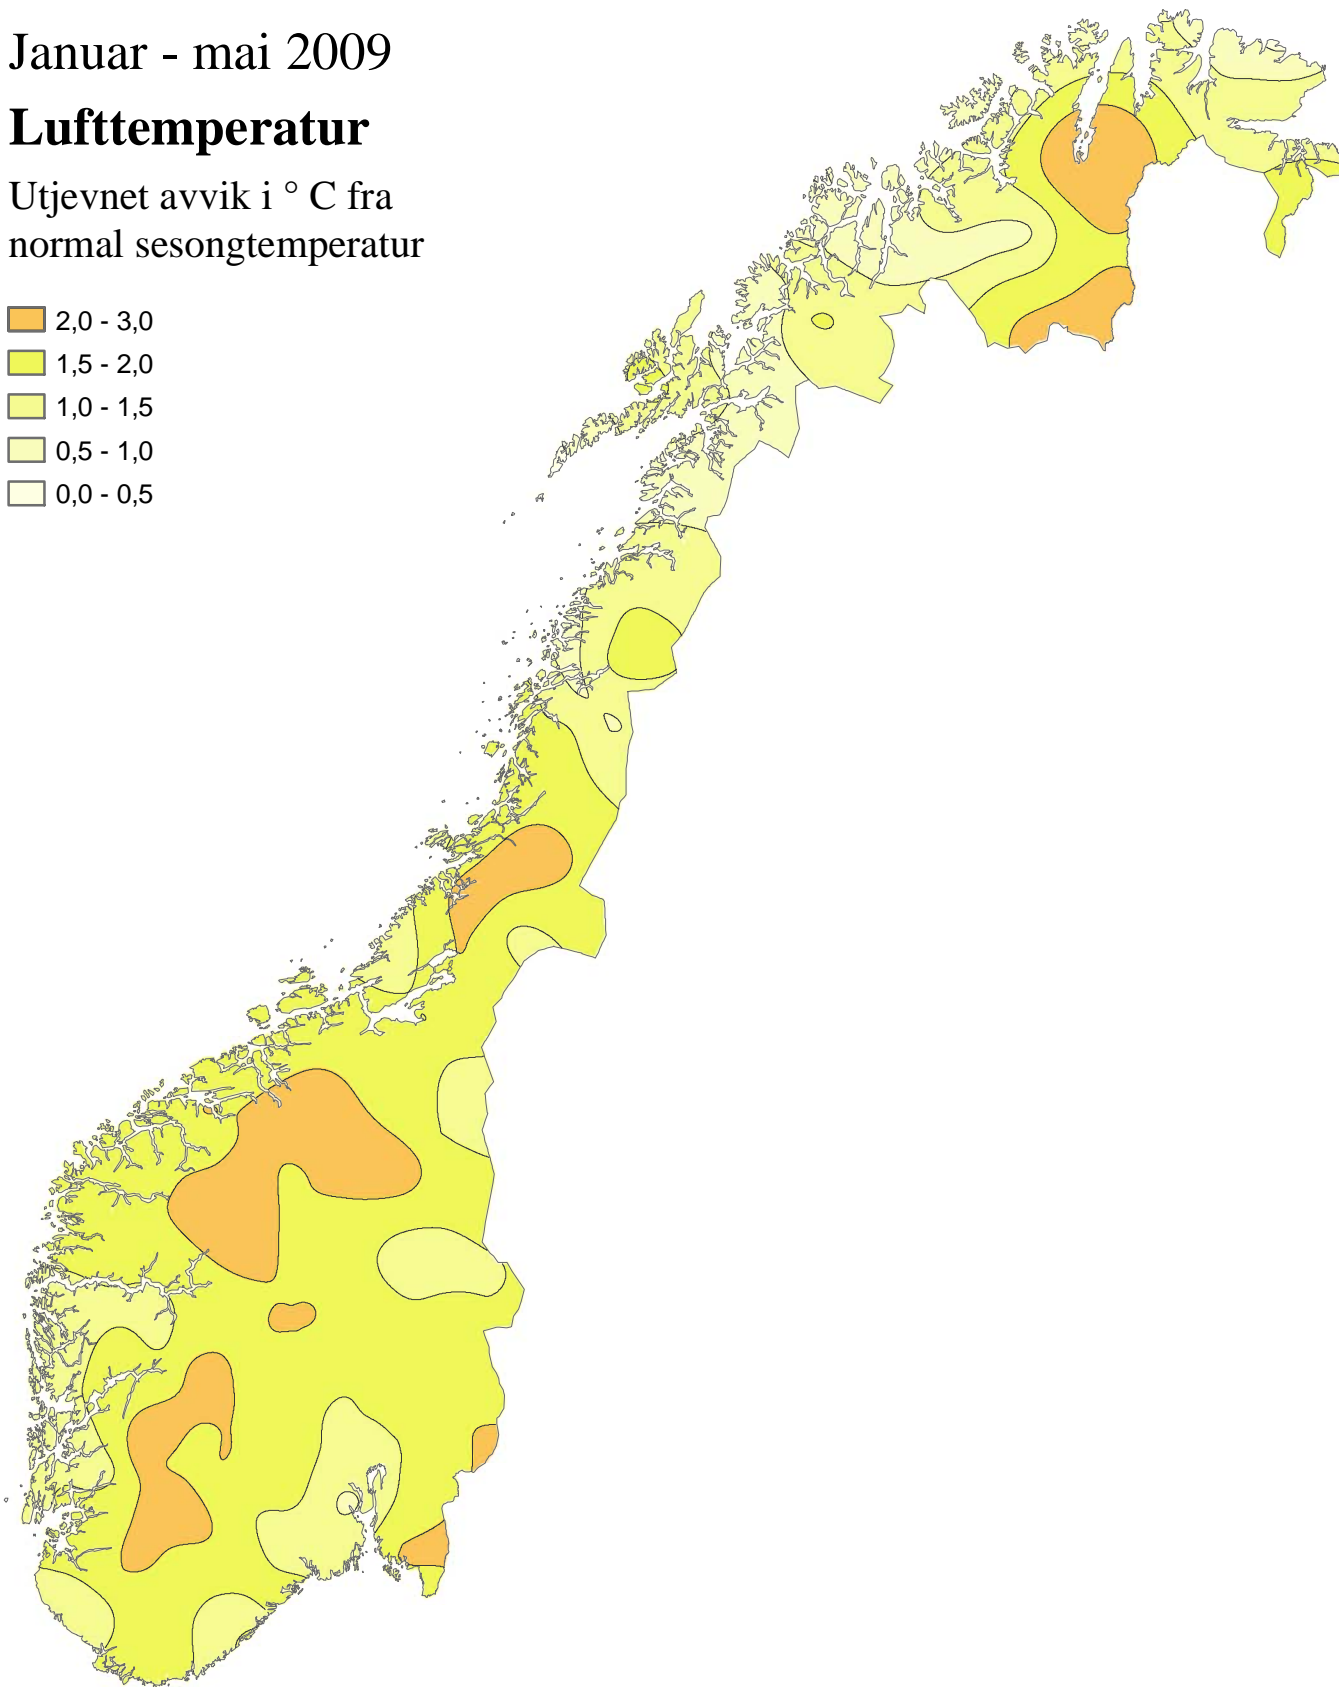 Januar - mai 2009
Lufttemperatur
Utjevnet avvik i ° C fra
normal sesongtemperatur
2,0 - 3,0
1,5 - 2,0
1,0 - 1,5
0,5 - 1,0
0,0 - 0,5